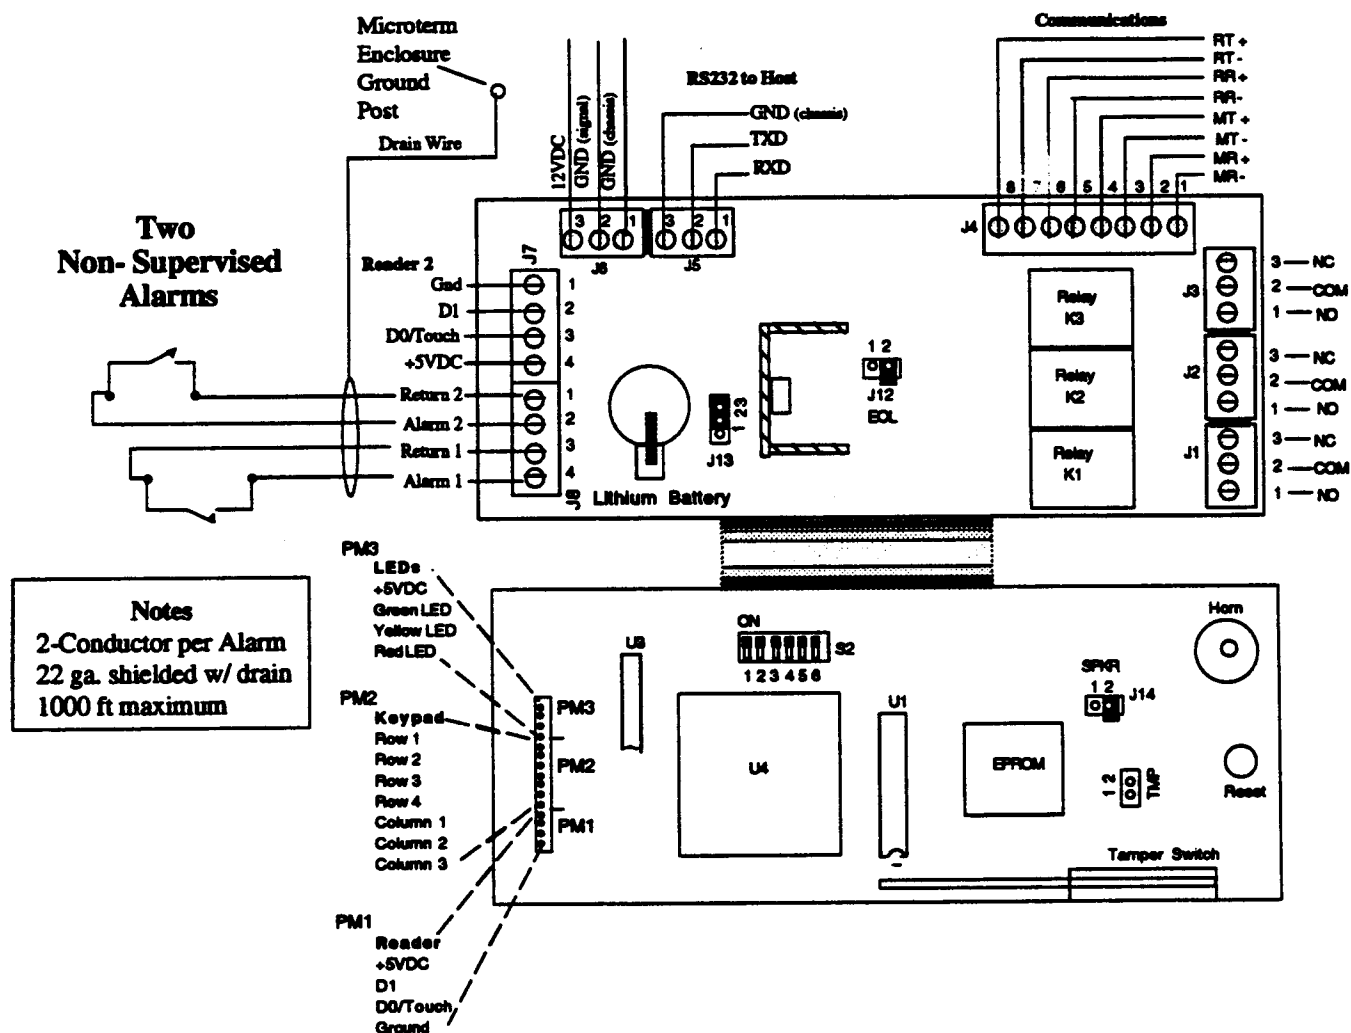 Microterm
Enclosure
Ground
Post
Drain Wire
12VDC
GND (signal)
GND (chassis)
RS232 to Host
GND (chassis)
TXD
RXD
Communications
RT +
RT -
RR +
RR -
MT +
MT -
MR +
MR -
8 7 6 5 4 3 2 1
J4
3 2 1
J6
3 2 1
J5
Two
Non- Supervised
Alarms
Reader 2
J7
Gnd 1
D1 2
D0/Touch 3
+5VDC 4
Return 2 1
Alarm 2 2
Return 1 3
Alarm 1 4
J8
Lithium Battery
1 2 3
J13
1 2
J12
EOL
Relay
K3
Relay
K2
Relay
K1
J3
3 NC
2 COM
1 NO
J2
3 NC
2 COM
1 NO
J1
3 NC
2 COM
1 NO
Notes
2-Conductor per Alarm
22 ga. shielded w/ drain
1000 ft maximum
PM3
LEDs
+5VDC
Green LED
Yellow LED
Red LED
PM2
Keypad
Row 1
Row 2
Row 3
Row 4
Column 1
Column 2
Column 3
PM1
Reader
+5VDC
D1
D0/Touch
Ground
PM3
PM2
PM1
U3
ON
S2
1 2 3 4 5 6
U4
U1
EPROM
SPKR
1 2
J14
Horn
1 2
TMP
Reset
Tamper Switch